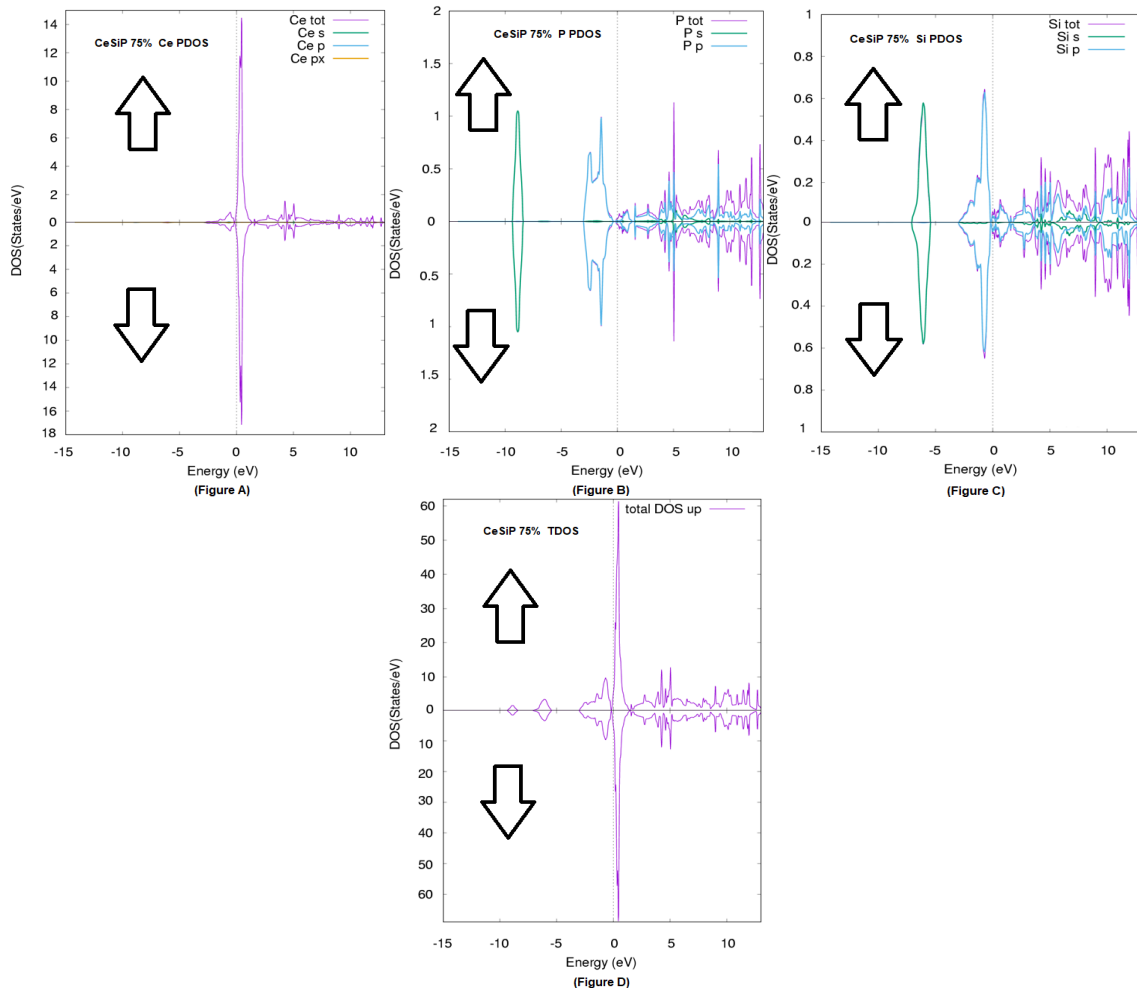 CeSiP 75%  Ce PDOS
Ce tot
Ce s
Ce p
Ce px
DOS(States/eV)
14
12
10
8
6
4
2
0
2
4
6
8
10
12
14
16
18
-15
-10
-5
0
5
10
Energy (eV)
(Figure A)
CeSiP 75%  P PDOS
P tot
P s
P p
DOS(States/eV)
2
1.5
1
0.5
0
0.5
1
1.5
2
-15
-10
-5
0
5
10
Energy (eV)
(Figure B)
CeSiP 75%  Si PDOS
Si tot
Si s
Si p
DOS(States/eV)
1
0.8
0.6
0.4
0.2
0
0.2
0.4
0.6
0.8
1
-15
-10
-5
0
5
10
Energy (eV)
(Figure C)
CeSiP 75%  TDOS
total DOS up
DOS(States/eV)
60
50
40
30
20
10
0
10
20
30
40
50
60
-15
-10
-5
0
5
10
Energy (eV)
(Figure D)